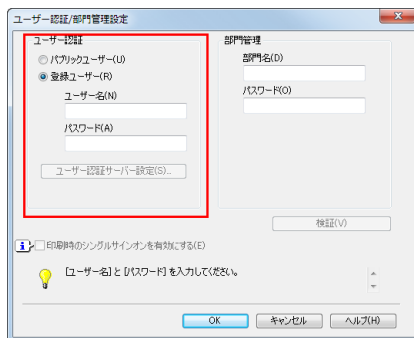 ユーザー認証/部門管理設定
ユーザー認証
パブリックユーザー(U)
登録ユーザー(R)
ユーザー名(N)
パスワード(A)
ユーザー認証サーバー設定(S)...
部門管理
部門名(D)
パスワード(O)
検証(V)
印刷時のシングルサインオンを有効にする(E)
[ユーザー名]と[パスワード]を入力してください。
OK
キャンセル
ヘルプ(H)